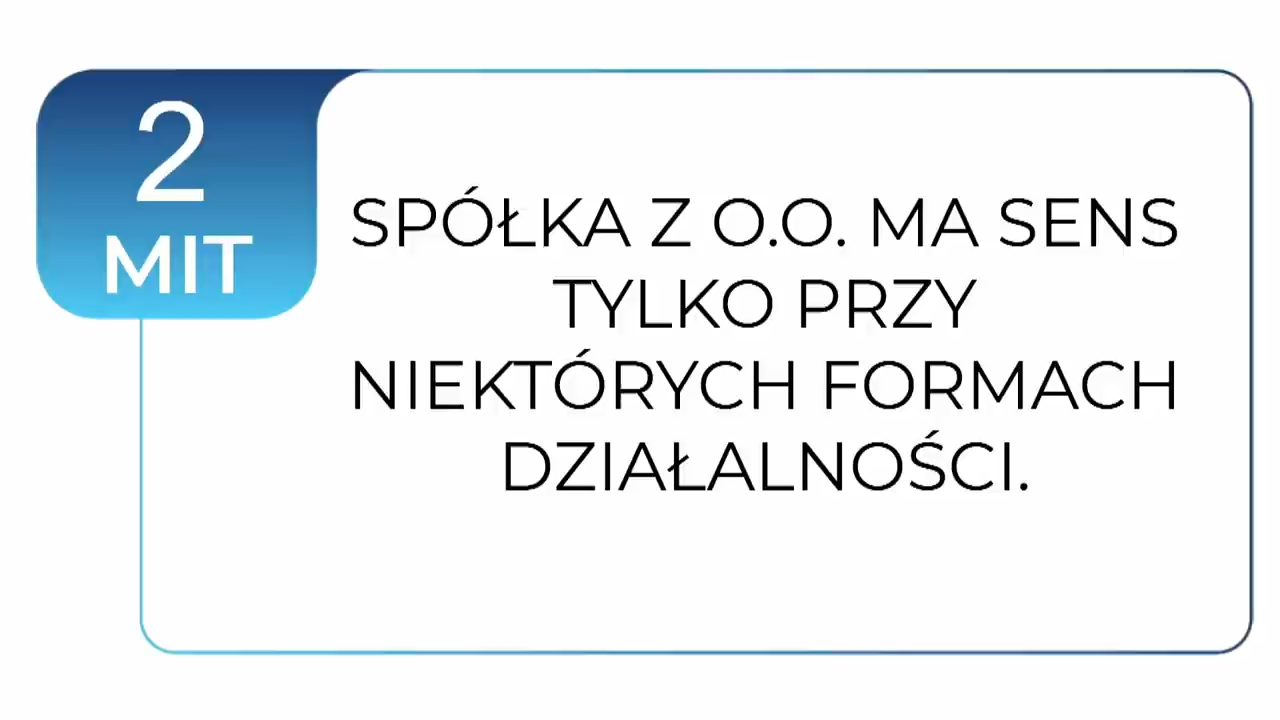 2
MIT
SPÓŁKA Z O.O. MA SENS
TYLKO PRZY
NIEKTÓRYCH FORMACH
DZIAŁALNOŚCI.